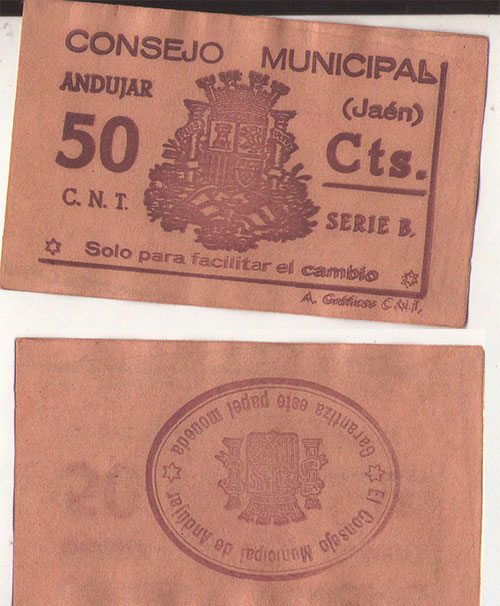 CONSEJO MUNICIPAL
ANDUJAR
(Jaén)
50 Cts.
C. N. T.
SERIE B.
Solo para facilitar el cambio
A. Gráficas C.N.T.
El Consejo Municipal de Andújar
Garantiza este papel moneda